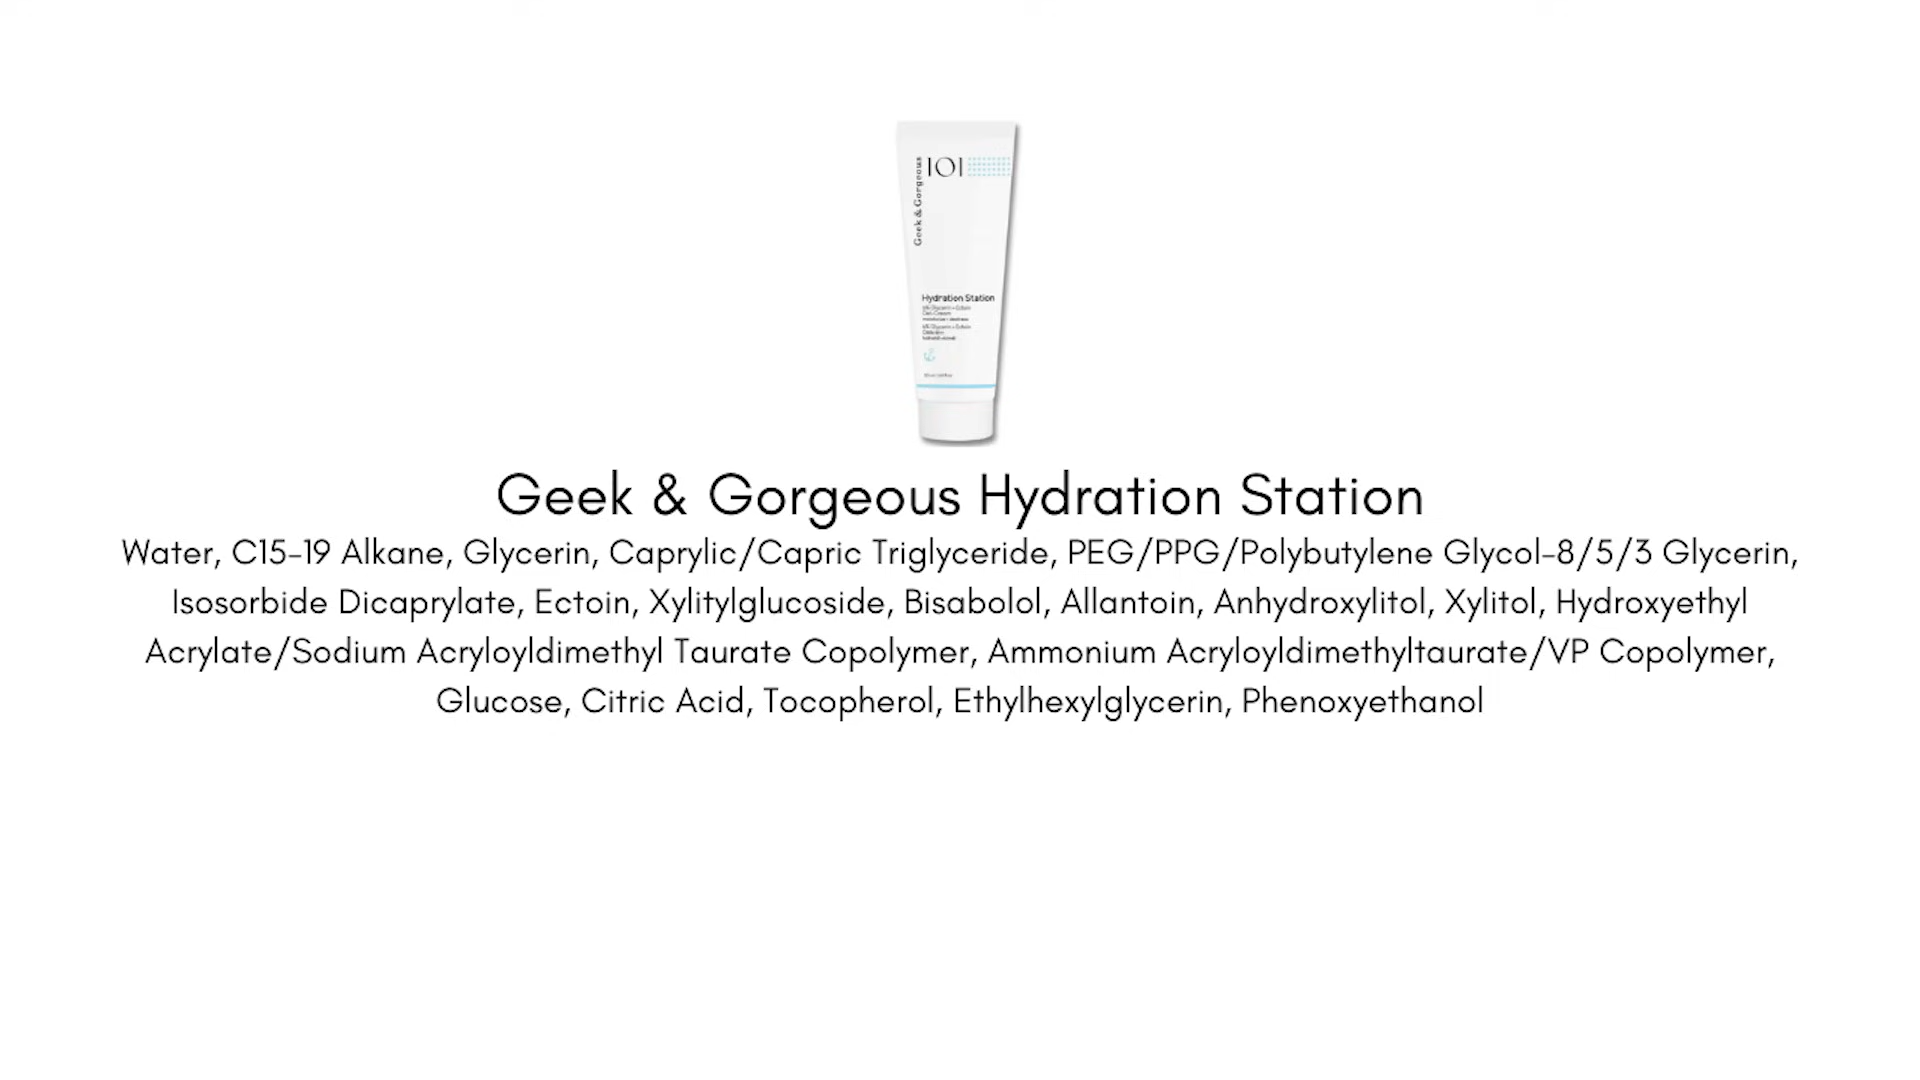 Geek & Gorgeous
101
Hydration Station
Geek & Gorgeous Hydration Station
Water, C15-19 Alkane, Glycerin, Caprylic/Capric Triglyceride, PEG/PPG/Polybutylene Glycol-8/5/3 Glycerin,
Isosorbide Dicaprylate, Ectoin, Xylitylglucoside, Bisabolol, Allantoin, Anhydroxylitol, Xylitol, Hydroxyethyl
Acrylate/Sodium Acryloyldimethyl Taurate Copolymer, Ammonium Acryloyldimethyltaurate/VP Copolymer,
Glucose, Citric Acid, Tocopherol, Ethylhexylglycerin, Phenoxyethanol